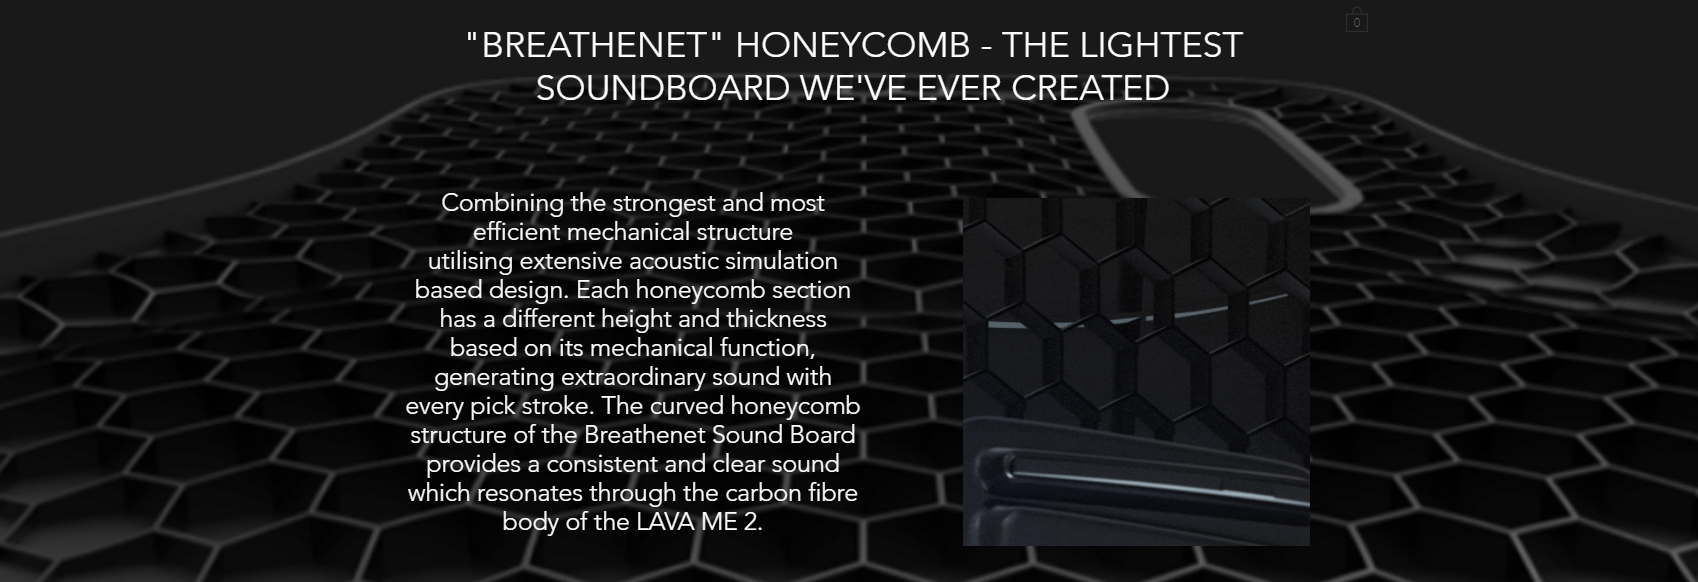 0
"BREATHENET" HONEYCOMB - THE LIGHTEST
SOUNDBOARD WE'VE EVER CREATED
Combining the strongest and most
efficient mechanical structure
utilising extensive acoustic simulation
based design. Each honeycomb section
has a different height and thickness
based on its mechanical function,
generating extraordinary sound with
every pick stroke. The curved honeycomb
structure of the Breathenet Sound Board
provides a consistent and clear sound
which resonates through the carbon fibre
body of the LAVA ME 2.